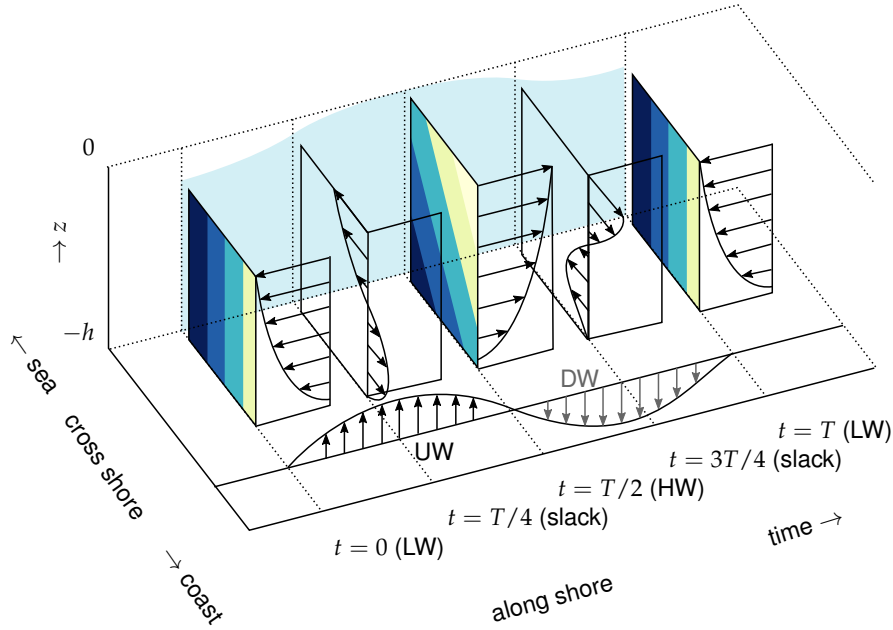 0
→ z
−h
← sea
cross shore
→ coast
DW
UW
t = T (LW)
t = 3T/4 (slack)
t = T/2 (HW)
t = T/4 (slack)
t = 0 (LW)
time →
along shore